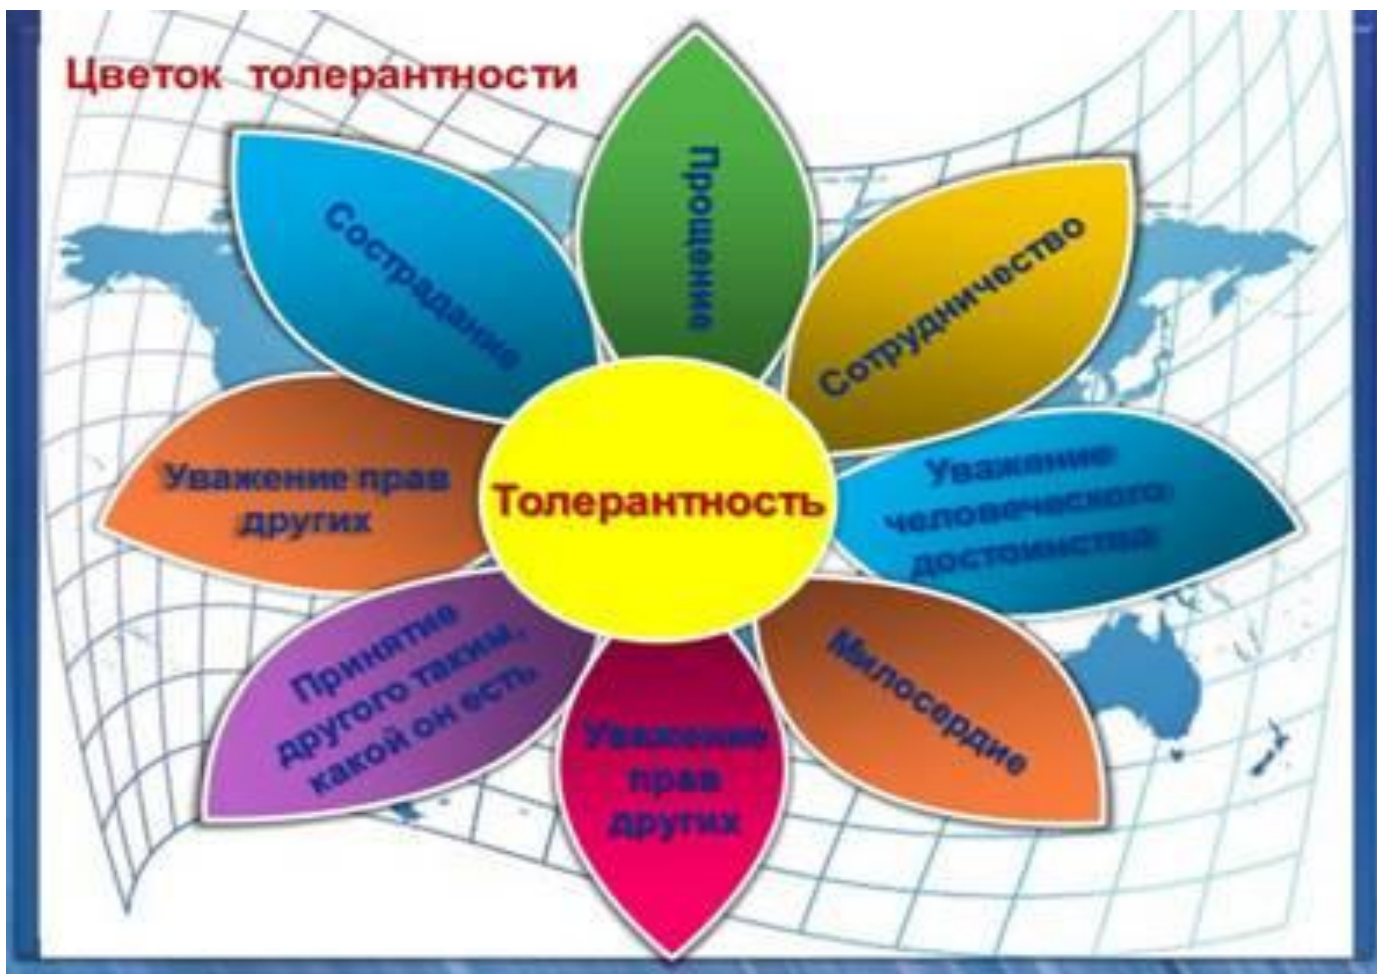 Цветок толерантности
Прощение
Сотрудничество
Уважение
человеческого
достоинства
Милосердие
Уважение
прав
других
Принятие
другого таким,
какой он есть
Уважение прав
других
Сострадание
Толерантность